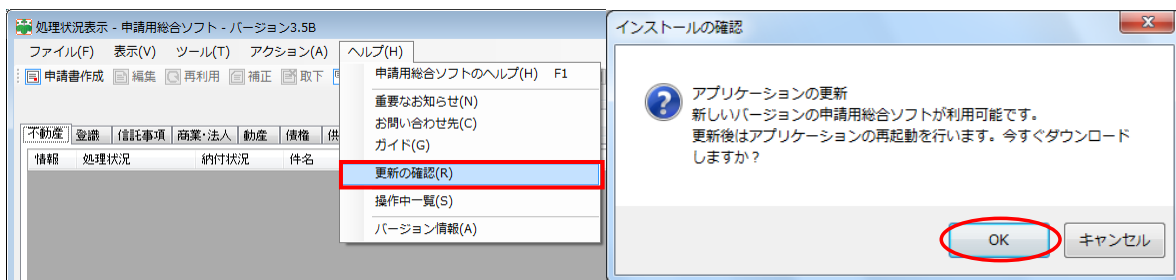 処理状況表示 - 申請用総合ソフト - バージョン3.5B
ファイル(F) 表示(V) ツール(T) アクション(A) ヘルプ(H)
申請書作成 編集 再利用 補正 取下
申請用総合ソフトのヘルプ(H) F1
重要なお知らせ(N)
お問い合わせ先(C)
ガイド(G)
更新の確認(R)
操作中一覧(S)
バージョン情報(A)
不動産 登識 信託事項 商業・法人 動産 債権 供
情報 処理状況 納付状況 件名
インストールの確認
アプリケーションの更新
新しいバージョンの申請用総合ソフトが利用可能です。
更新後はアプリケーションの再起動を行います。今すぐダウンロード
しますか？
OK キャンセル